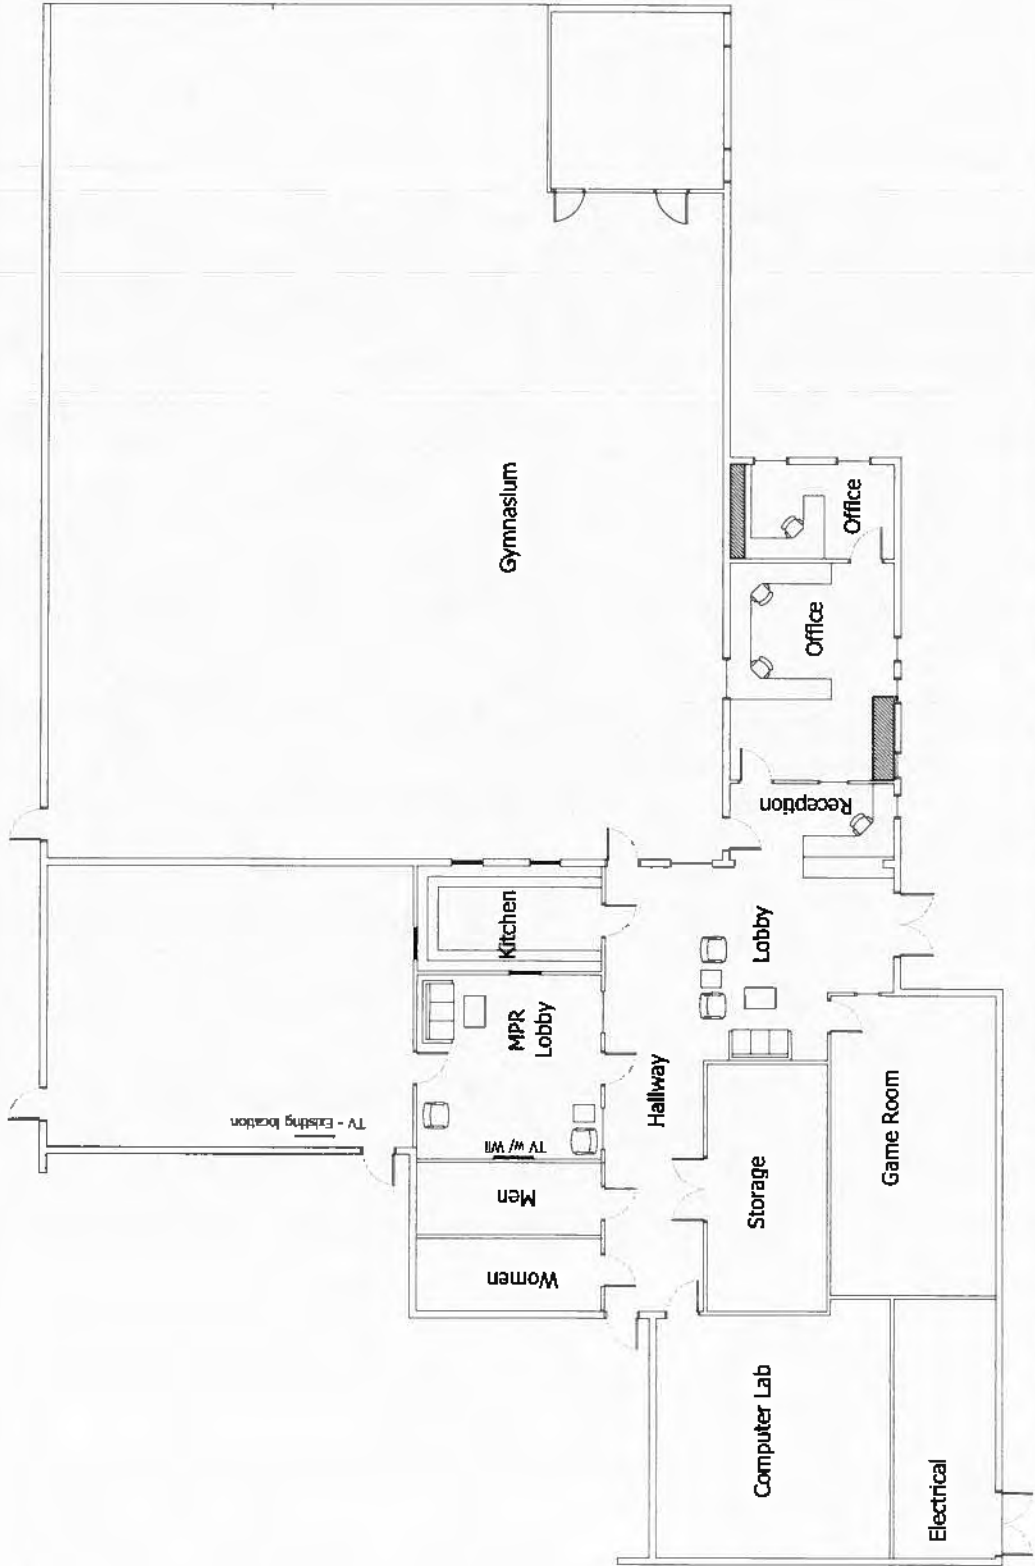 Gymnasium
Office
Office
Reception
Kitchen
Lobby
MPR
Lobby
Hallway
TV - Existing location
TV w/ Wii
Men
Storage
Game Room
Women
Computer Lab
Electrical